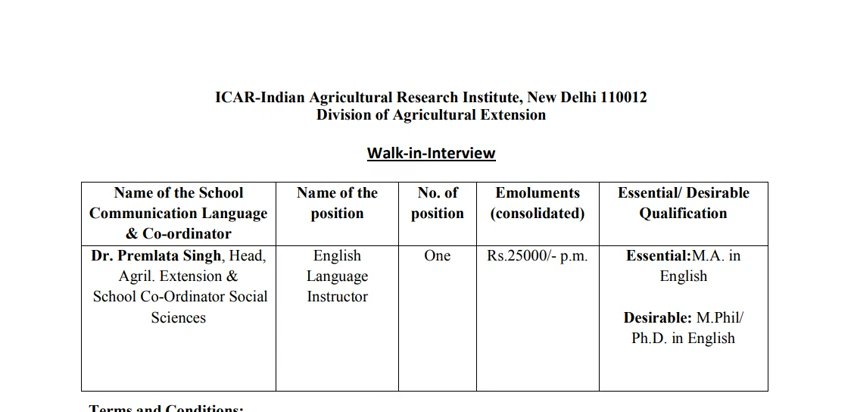 ICAR-Indian Agricultural Research Institute, New Delhi 110012
Division of Agricultural Extension
Walk-in-Interview
Name of the School
Communication Language
& Co-ordinator
Name of the
position
No. of
position
Emoluments
(consolidated)
Essential/ Desirable
Qualification
Dr. Premlata Singh, Head,
Agril. Extension &
School Co-Ordinator Social
Sciences
English
Language
Instructor
One
Rs.25000/- p.m.
Essential:M.A. in
English
Desirable: M.Phil/
Ph.D. in English
Terms and Conditions: